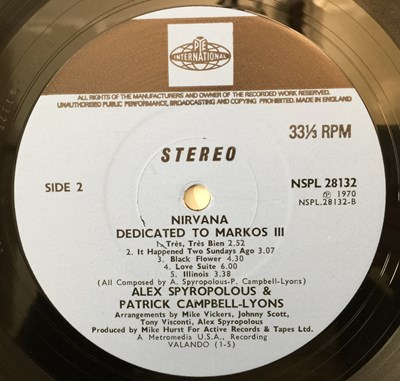 PYE
INTERNATIONAL
ALL RIGHTS OF THE MANUFACTURERS AND OWNER OF THE RECORDED WORK RESERVED.
UNAUTHORISED PUBLIC PERFORMANCE, BROADCASTING AND COPYING PROHIBITED. MADE IN ENGLAND
33⅓ RPM
STEREO
SIDE 2
NSPL 28132
℗ 1970
NSPL.28132-B
NIRVANA
DEDICATED TO MARKOS III
1. Très, Très Bien 2.52
2. It Happened Two Sundays Ago 3.07
3. Black Flower 4.30
4. Love Suite 6.00
5. Illinois 3.38
(All Composed by A. Spyropolous-P. Campbell-Lyons)
ALEX SPYROPOLOUS &
PATRICK CAMPBELL-LYONS
Arrangements by Mike Vickers, Johnny Scott,
Tony Visconti, Alex Spyropolous
Produced by Mike Hurst For Active Records & Tapes Ltd.
A Metromedia U.S.A., Recording
VALANDO (1-5)